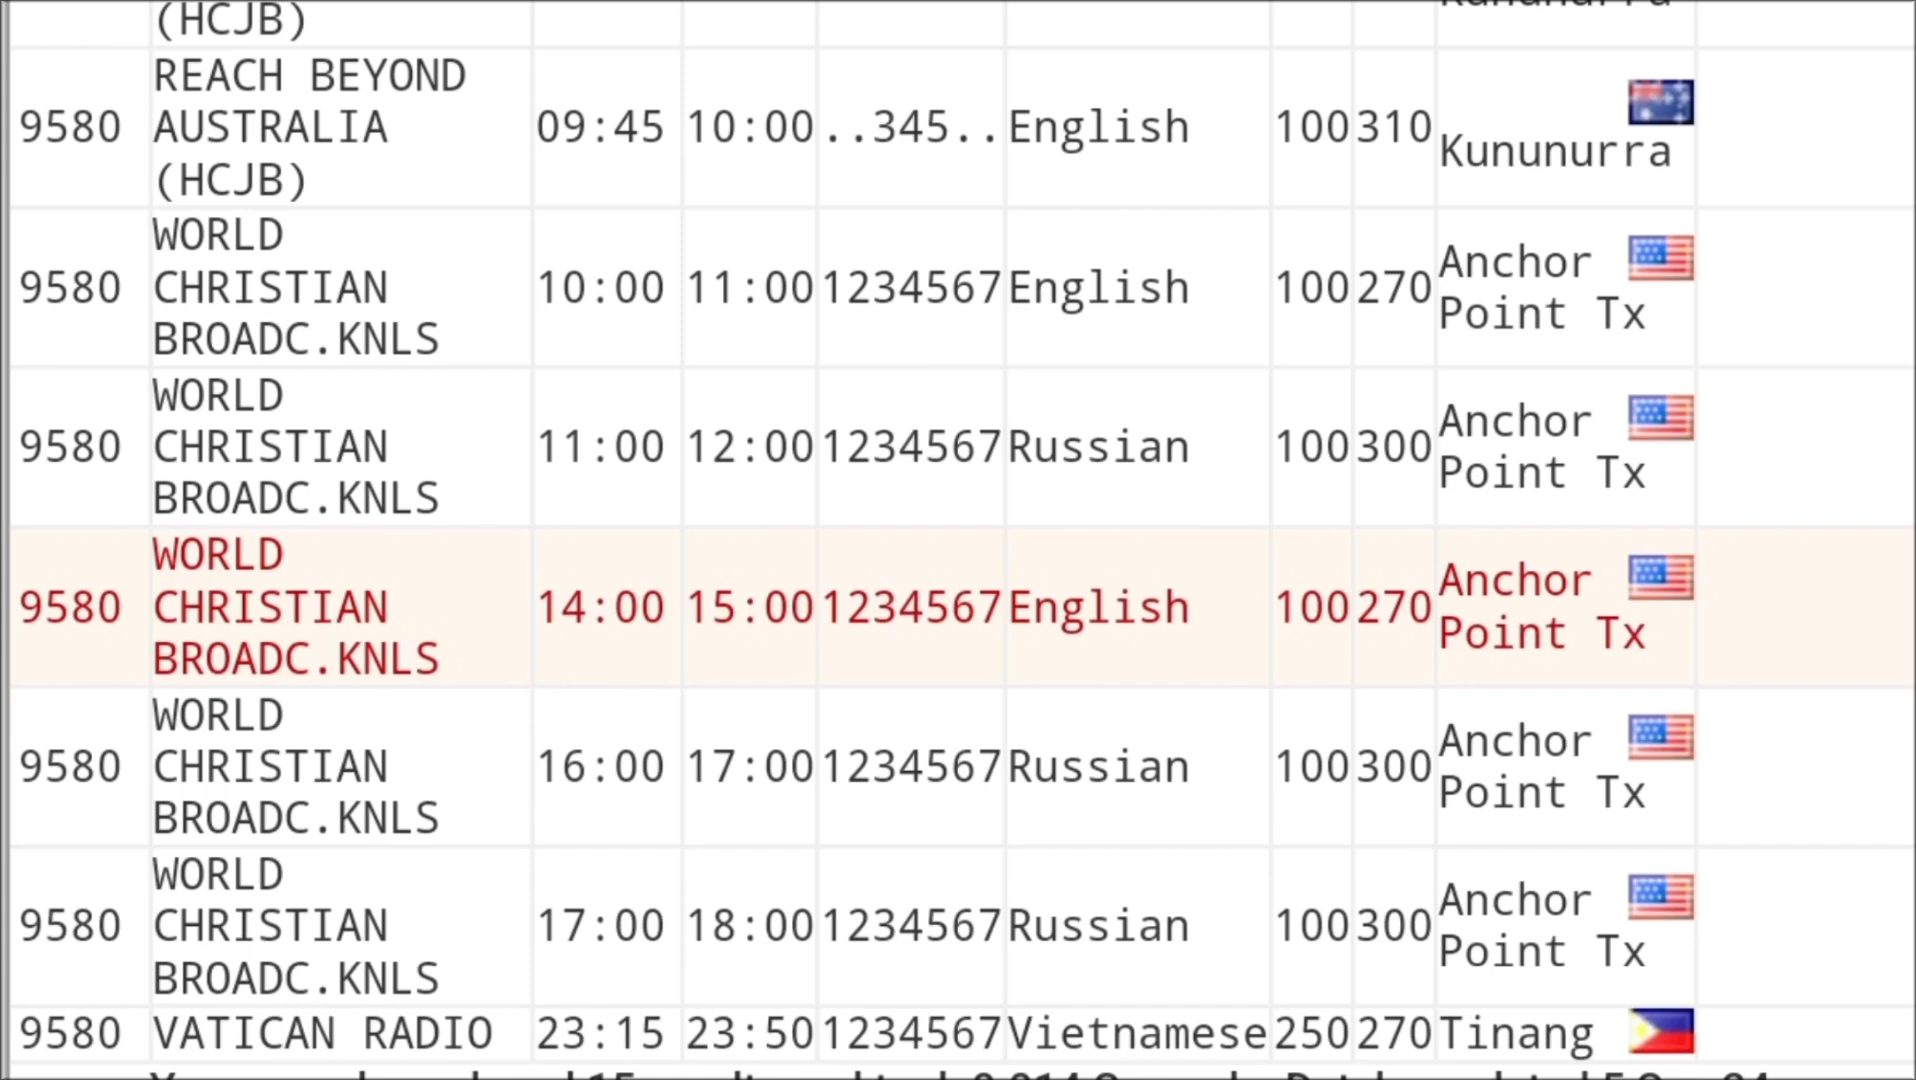 (HCJB)
9580 REACH BEYOND AUSTRALIA (HCJB) 09:45 10:00 ..345.. English 100 310 Kununurra
9580 WORLD CHRISTIAN BROADC.KNLS 10:00 11:00 1234567 English 100 270 Anchor Point Tx
9580 WORLD CHRISTIAN BROADC.KNLS 11:00 12:00 1234567 Russian 100 300 Anchor Point Tx
9580 WORLD CHRISTIAN BROADC.KNLS 14:00 15:00 1234567 English 100 270 Anchor Point Tx
9580 WORLD CHRISTIAN BROADC.KNLS 16:00 17:00 1234567 Russian 100 300 Anchor Point Tx
9580 WORLD CHRISTIAN BROADC.KNLS 17:00 18:00 1234567 Russian 100 300 Anchor Point Tx
9580 VATICAN RADIO 23:15 23:50 1234567 Vietnamese 250 270 Tinang